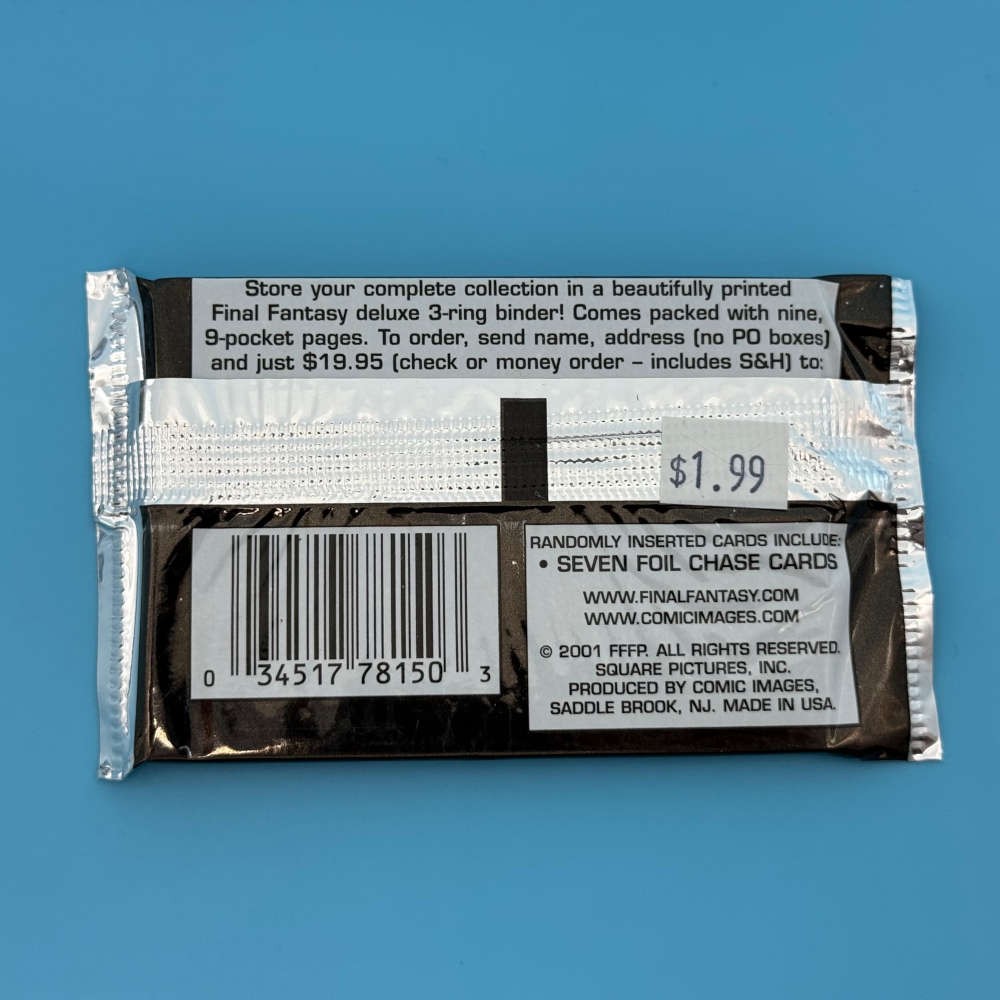 Store your complete collection in a beautifully printed
Final Fantasy deluxe 3-ring binder! Comes packed with nine,
9-pocket pages. To order, send name, address (no PO boxes)
and just $19.95 (check or money order – includes S&H) to:
$1.99
RANDOMLY INSERTED CARDS INCLUDE:
• SEVEN FOIL CHASE CARDS
WWW.FINALFANTASY.COM
WWW.COMICIMAGES.COM
© 2001 FFFP. ALL RIGHTS RESERVED.
SQUARE PICTURES, INC.
PRODUCED BY COMIC IMAGES,
SADDLE BROOK, NJ. MADE IN USA.
0 34517 78150 3